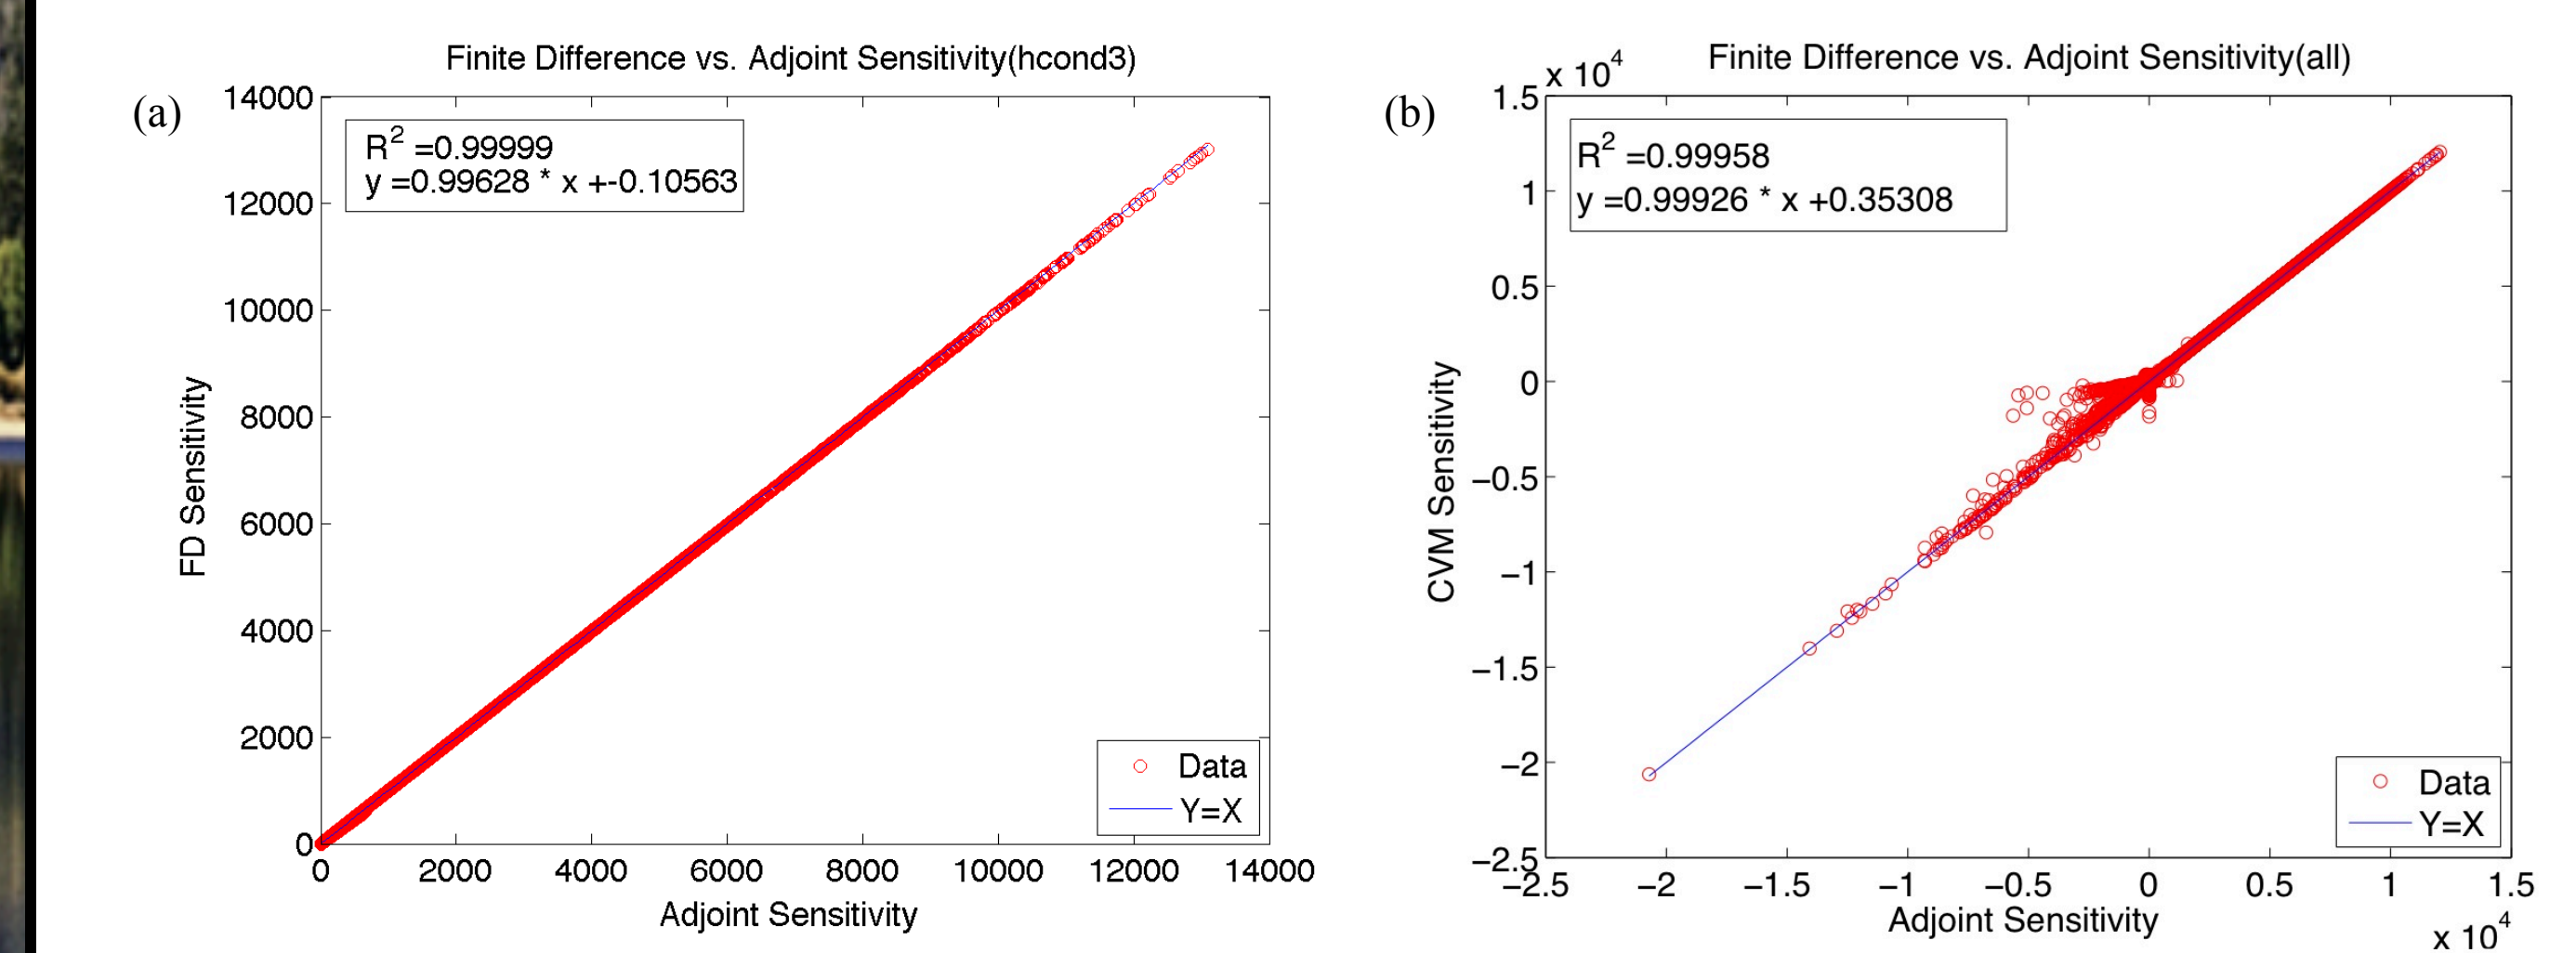 Finite Difference vs. Adjoint Sensitivity(hcond3)
(a)
14000
12000
10000
8000
6000
4000
2000
0
R2 =0.99999
y =0.99628 * x +-0.10563
FD Sensitivity
Data
Y=X
0 2000 4000 6000 8000 10000 12000 14000
Adjoint Sensitivity
Finite Difference vs. Adjoint Sensitivity(all)
(b)
x 104
1.5
1
0.5
0
−0.5
−1
−1.5
−2
−2.5
R2 =0.99958
y =0.99926 * x +0.35308
CVM Sensitivity
Data
Y=X
−2.5 −2 −1.5 −1 −0.5 0 0.5 1 1.5
Adjoint Sensitivity
x 104